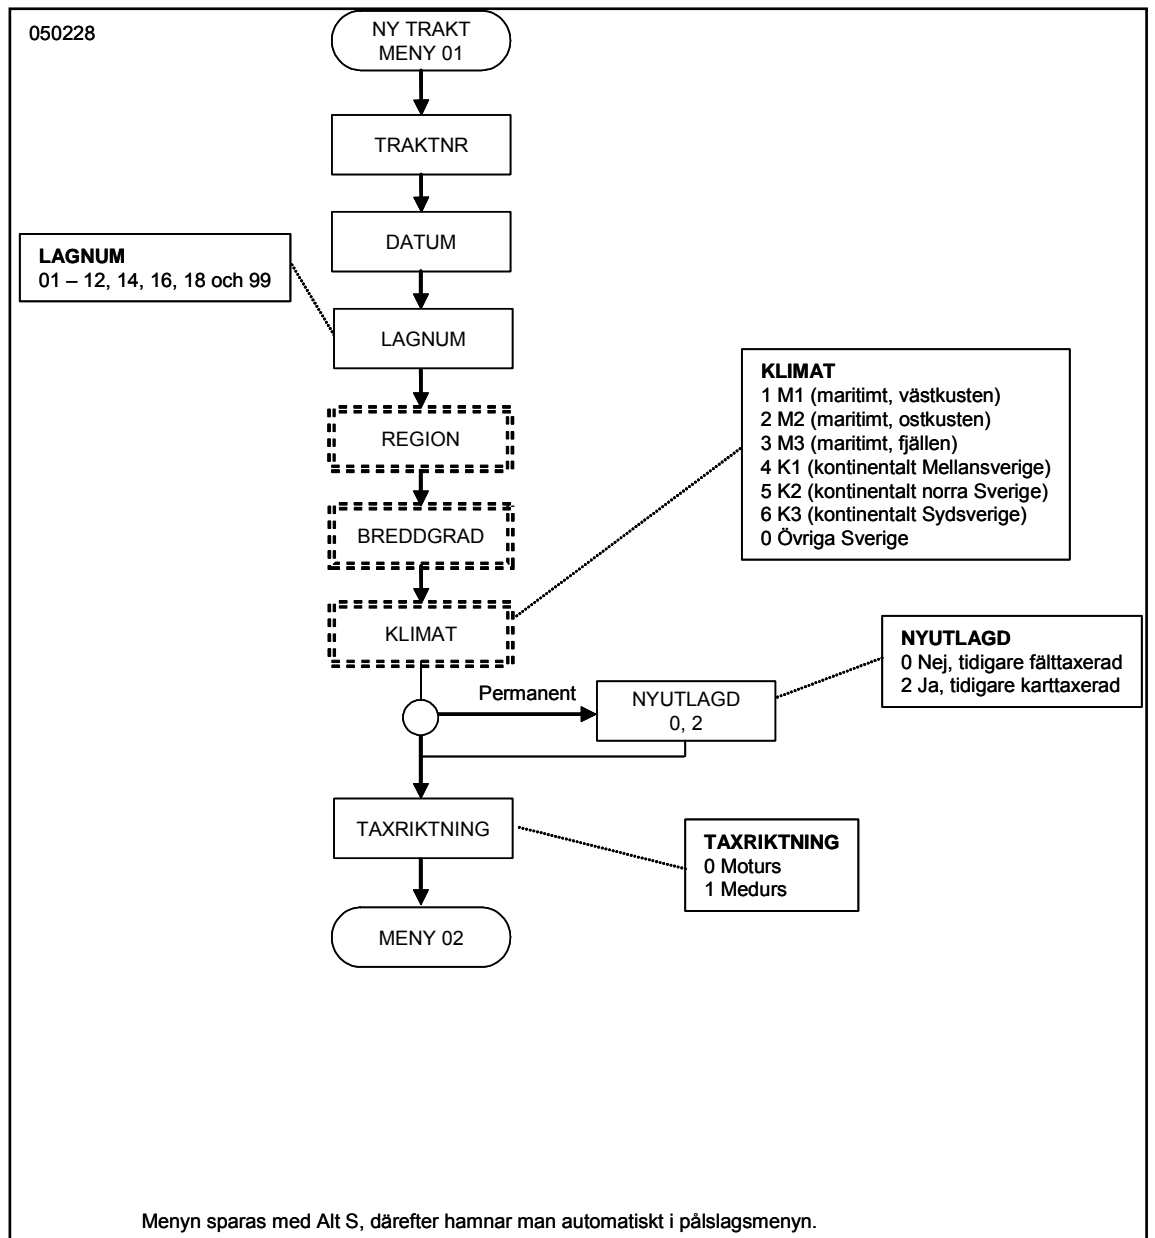 050228
NY TRAKT
MENY 01
TRAKTNR
DATUM
LAGNUM
01 – 12, 14, 16, 18 och 99
LAGNUM
KLIMAT
1 M1 (maritimt, västkusten)
2 M2 (maritimt, ostkusten)
3 M3 (maritimt, fjällen)
4 K1 (kontinentalt Mellansverige)
5 K2 (kontinentalt norra Sverige)
6 K3 (kontinentalt Sydsverige)
0 Övriga Sverige
REGION
BREDDGRAD
KLIMAT
NYUTLAGD
0 Nej, tidigare fälttaxerad
2 Ja, tidigare karttaxerad
Permanent
NYUTLAGD
0, 2
TAXRIKTNING
TAXRIKTNING
0 Moturs
1 Medurs
MENY 02
Menyn sparas med Alt S, därefter hamnar man automatiskt i pålslagsmenyn.